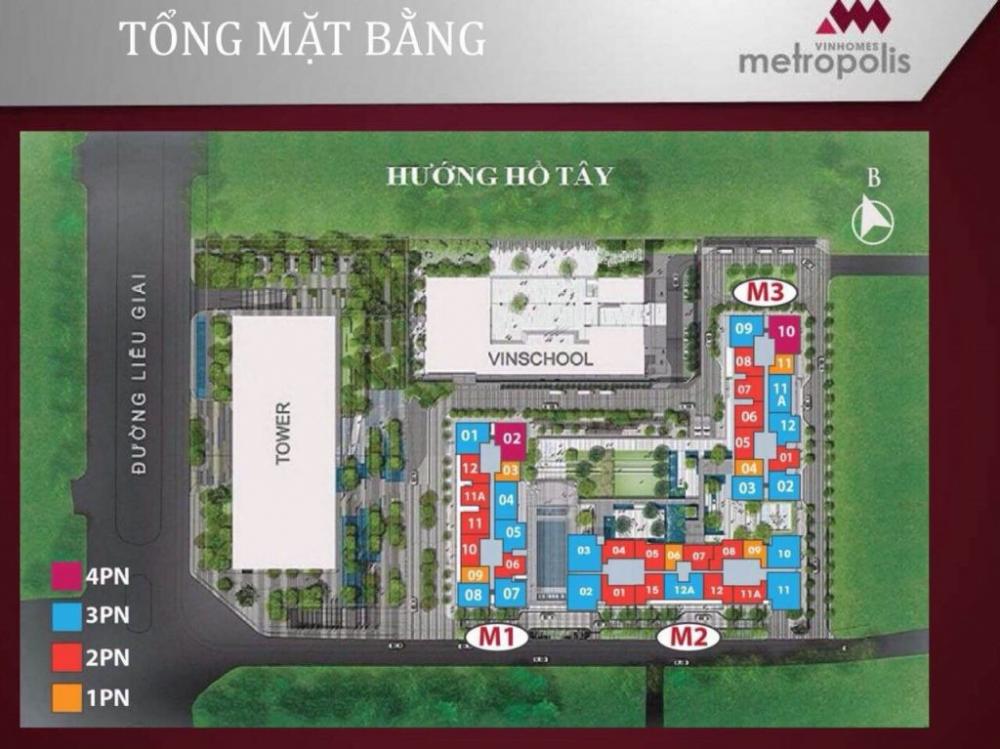 TỔNG MẶT BẰNG
VINHOMES
metropolis
HƯỚNG HỒ TÂY
B
ĐƯỜNG LIỄU GIAI
TOWER
VINSCHOOL
M3
09 10
08 11
07 11A
06 12
05 01
04
03 02
01 02
12 03
11A 04
11 05
10 06
09
08 07
03 04 05 06 07 08 09 10
02 01 15 12A 12 11A 11
M1
M2
4PN
3PN
2PN
1PN